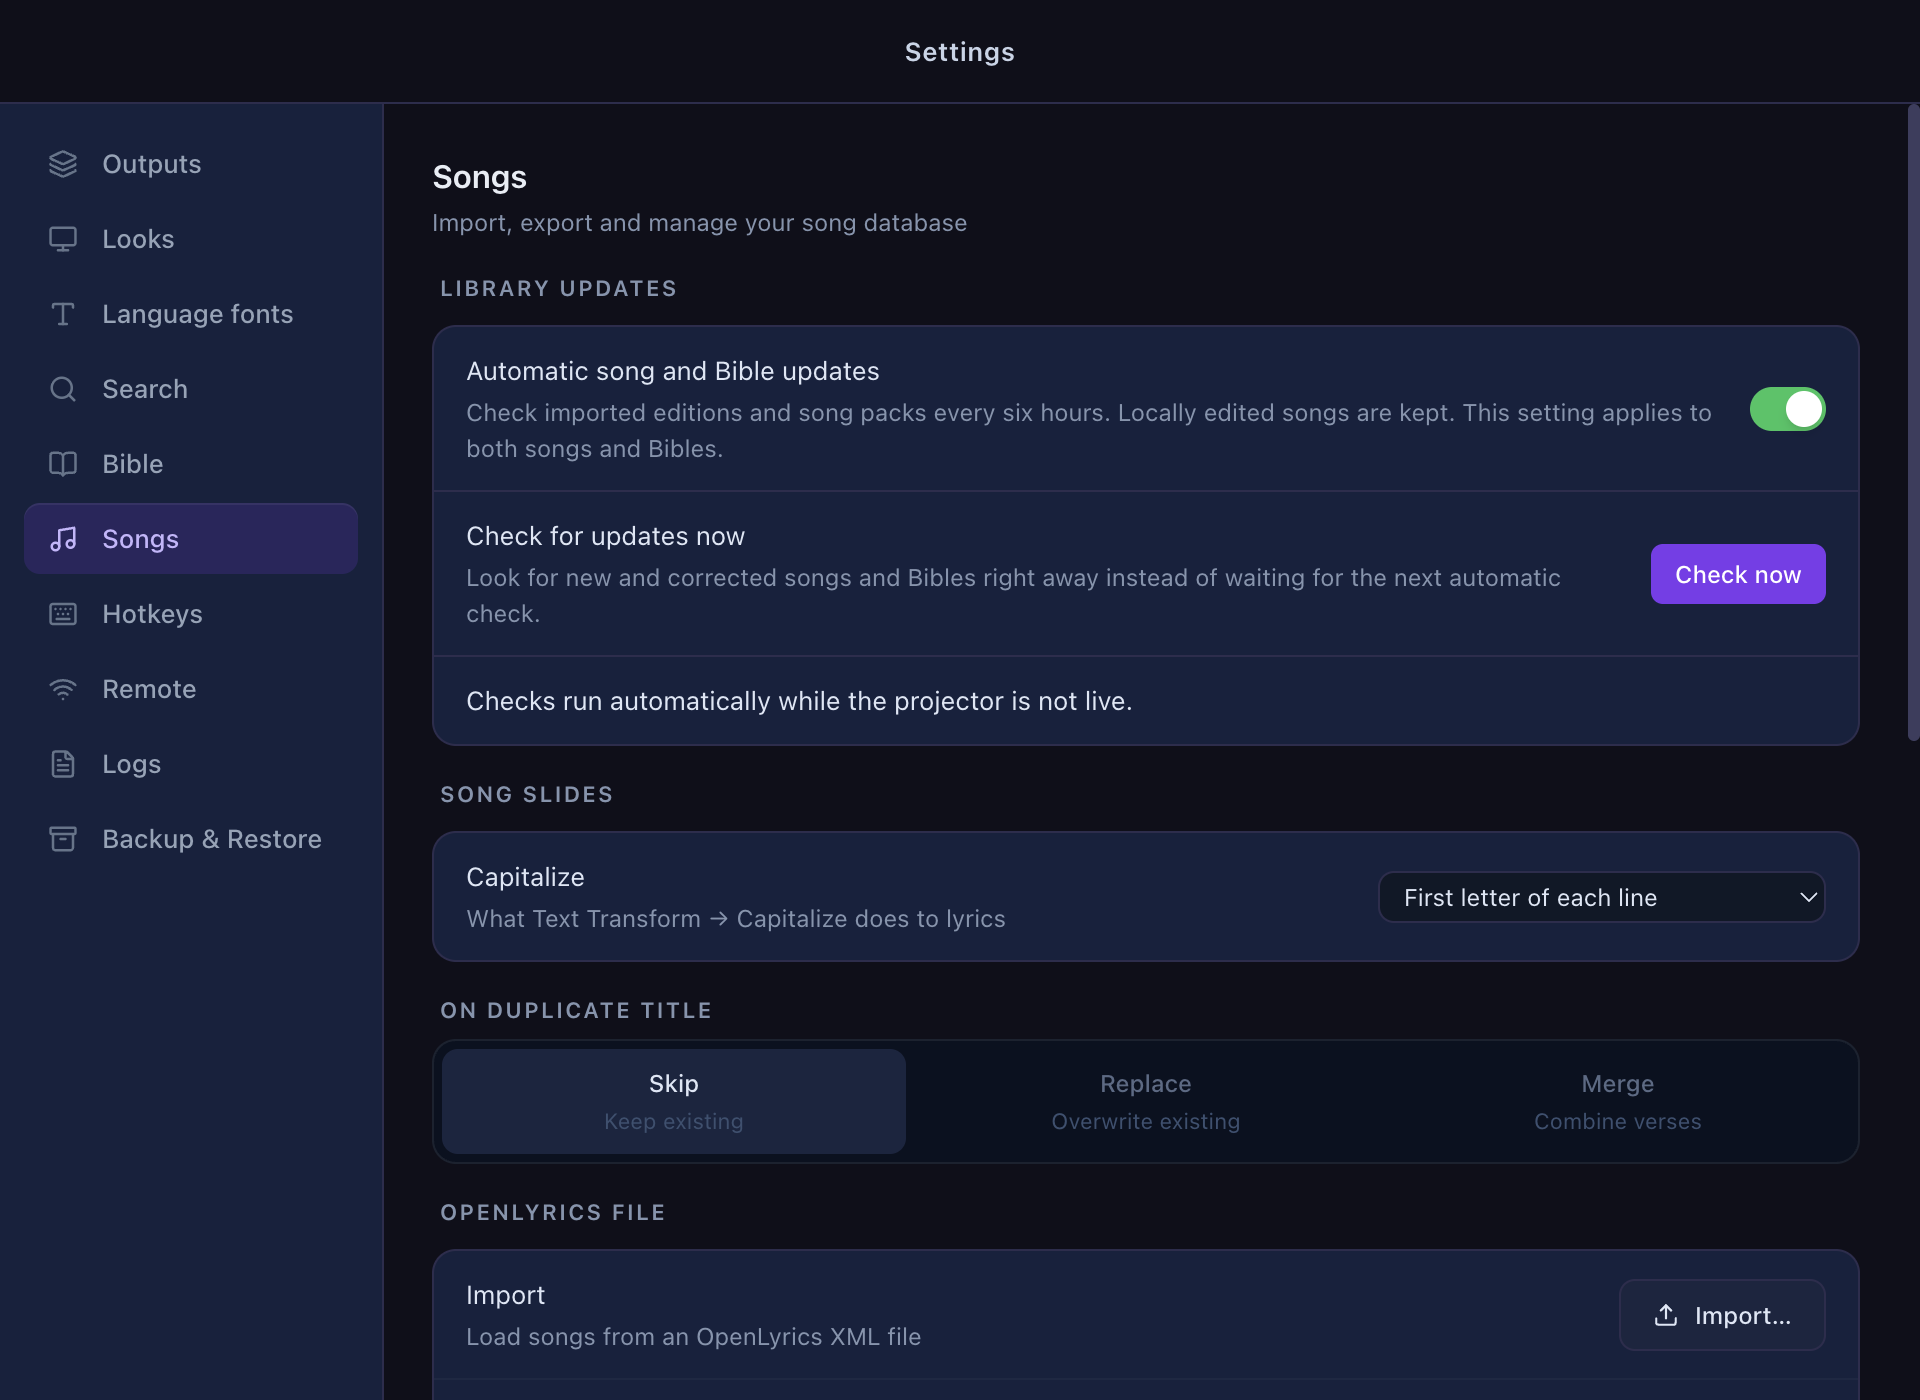 Settings
Outputs
Looks
Language fonts
Search
Bible
Songs
Hotkeys
Remote
Logs
Backup & Restore
Songs
Import, export and manage your song database
LIBRARY UPDATES
Automatic song and Bible updates
Check imported editions and song packs every six hours. Locally edited songs are kept. This setting applies to
both songs and Bibles.
Check for updates now
Look for new and corrected songs and Bibles right away instead of waiting for the next automatic
check.
Check now
Checks run automatically while the projector is not live.
SONG SLIDES
Capitalize
What Text Transform → Capitalize does to lyrics
First letter of each line
ON DUPLICATE TITLE
Skip
Keep existing
Replace
Overwrite existing
Merge
Combine verses
OPENLYRICS FILE
Import
Load songs from an OpenLyrics XML file
Import...